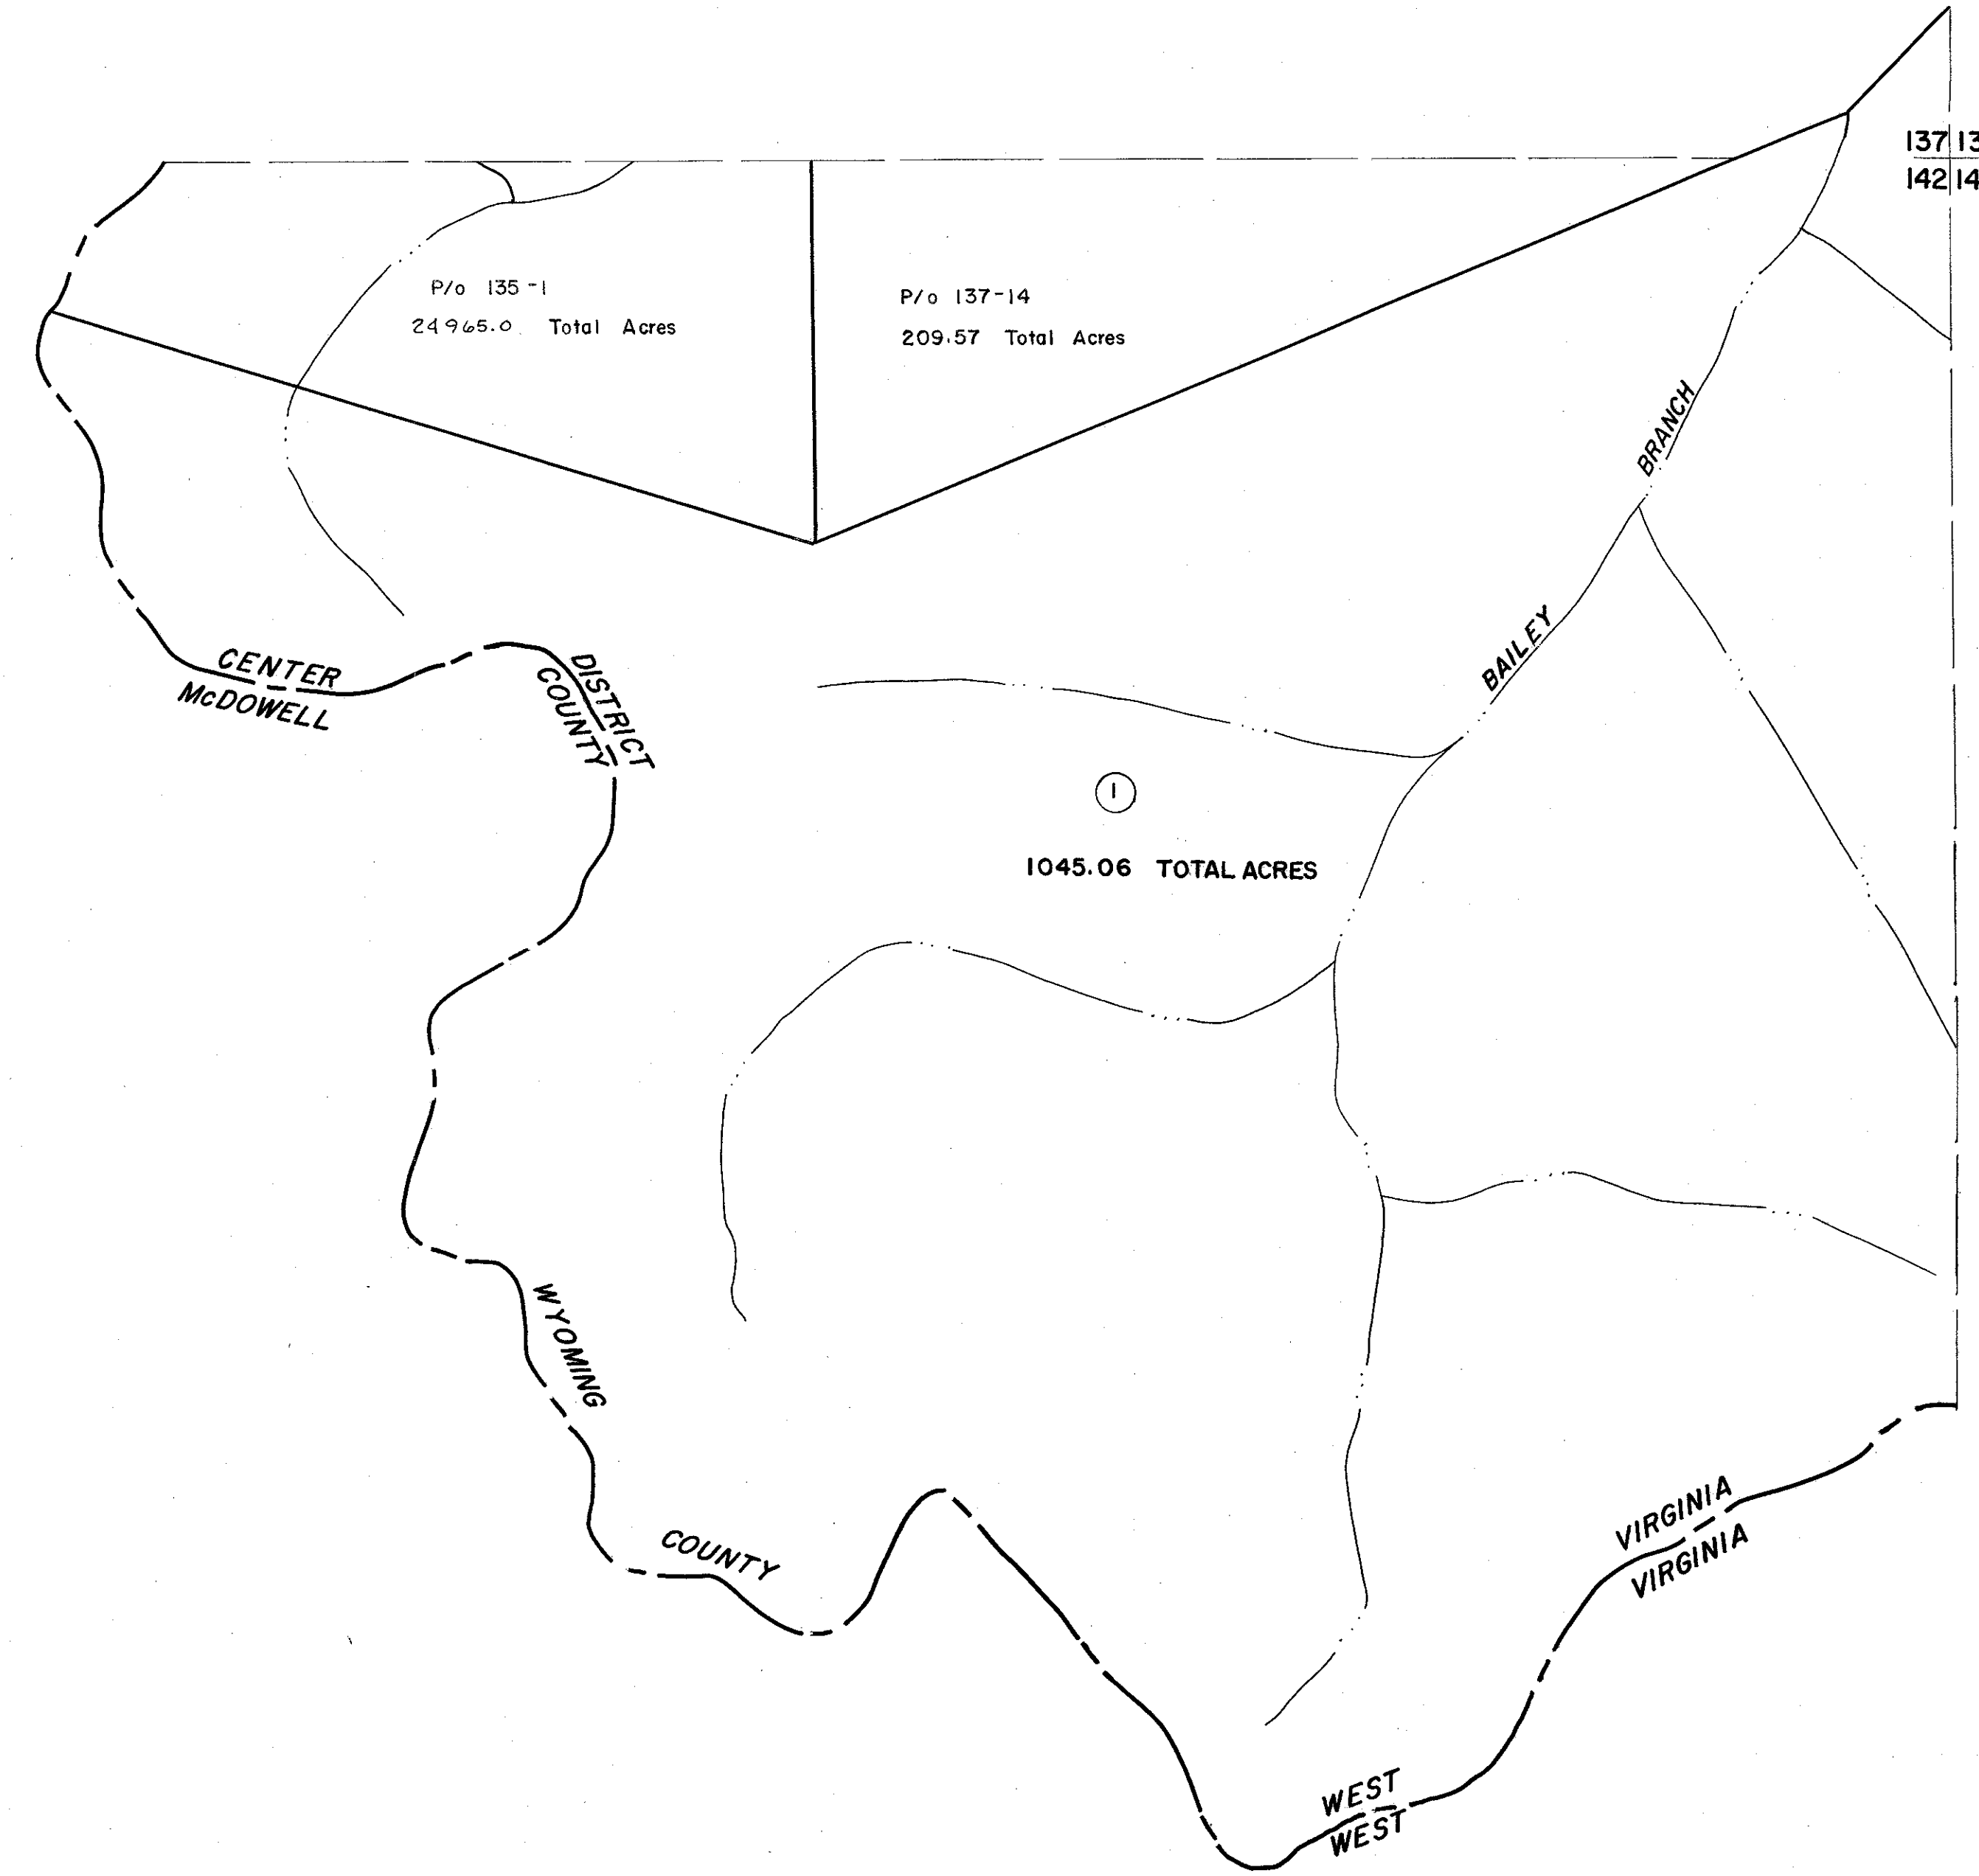 137 13
142 14
P/o 135-1
24965.0 Total Acres
P/o 137-14
209.57 Total Acres
BRANCH
BAILEY
CENTER
McDOWELL
DISTRICT
COUNTY
1
1045.06 TOTAL ACRES
WYOMING
COUNTY
VIRGINIA
VIRGINIA
WEST
WEST